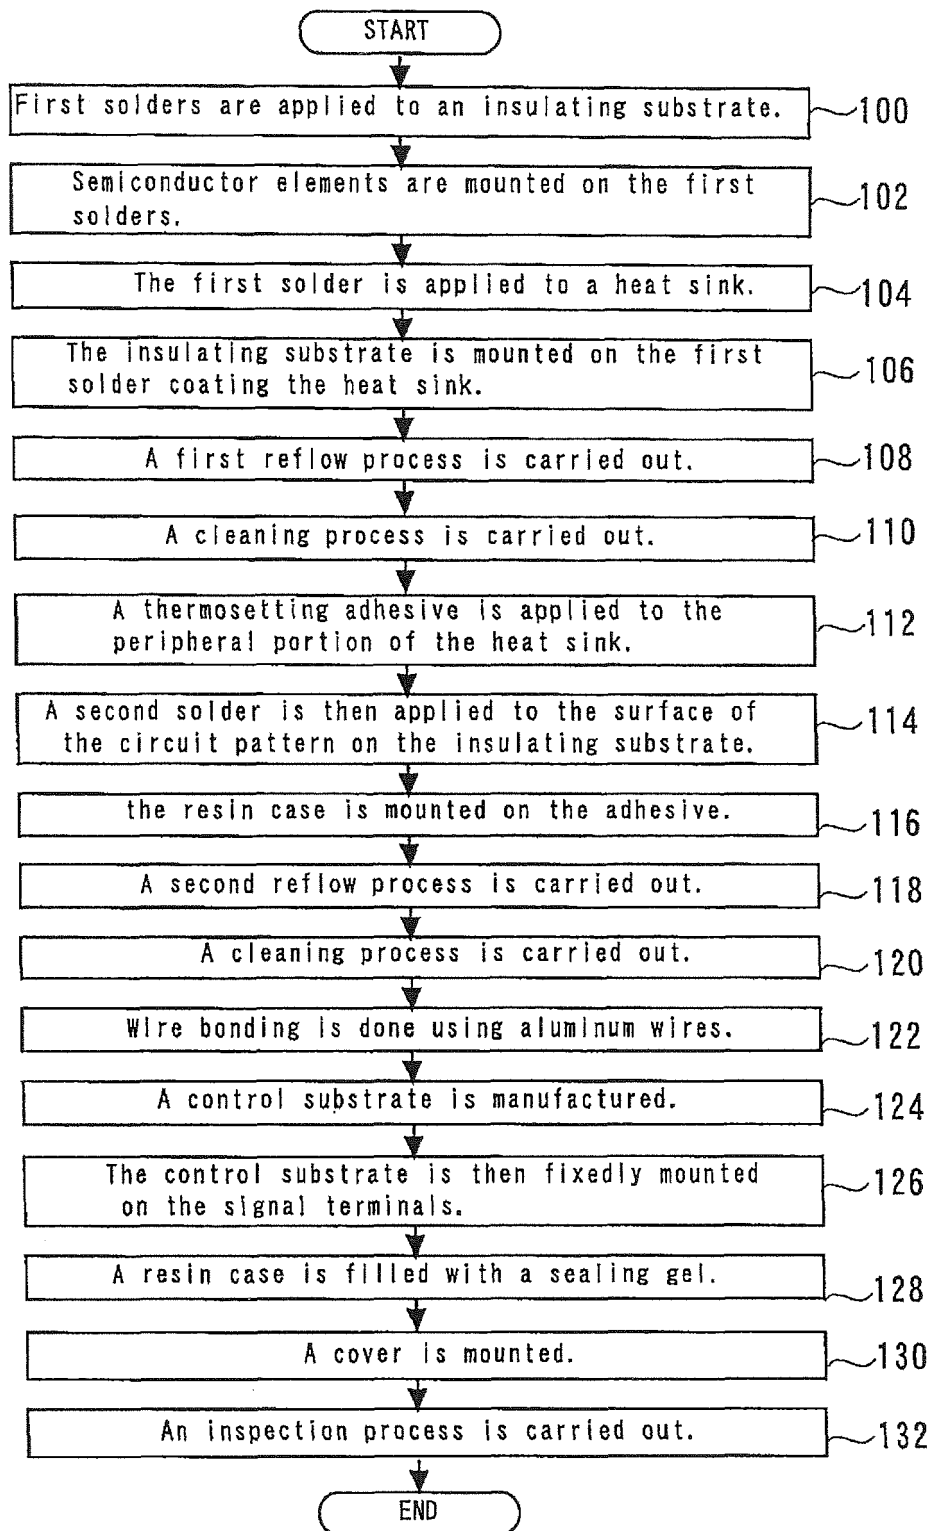 START
First solders are applied to an insulating substrate.
100
Semiconductor elements are mounted on the first
solders.
102
The first solder is applied to a heat sink.
104
The insulating substrate is mounted on the first
solder coating the heat sink.
106
A first reflow process is carried out.
108
A cleaning process is carried out.
110
A thermosetting adhesive is applied to the
peripheral portion of the heat sink.
112
A second solder is then applied to the surface of
the circuit pattern on the insulating substrate.
114
the resin case is mounted on the adhesive.
116
A second reflow process is carried out.
118
A cleaning process is carried out.
120
Wire bonding is done using aluminum wires.
122
A control substrate is manufactured.
124
The control substrate is then fixedly mounted
on the signal terminals.
126
A resin case is filled with a sealing gel.
128
A cover is mounted.
130
An inspection process is carried out.
132
END